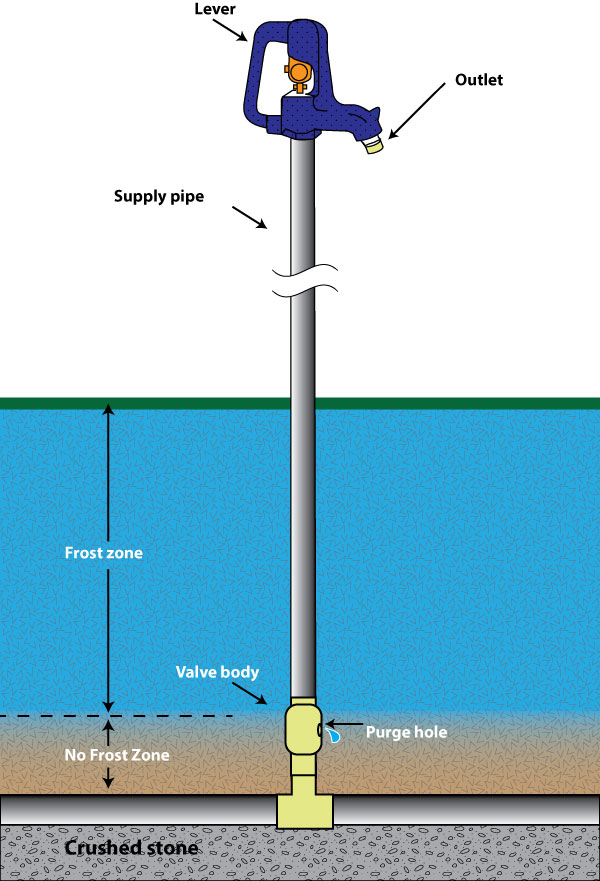 Lever
Outlet
Supply pipe
Frost zone
Valve body
Purge hole
No Frost Zone
Crushed stone